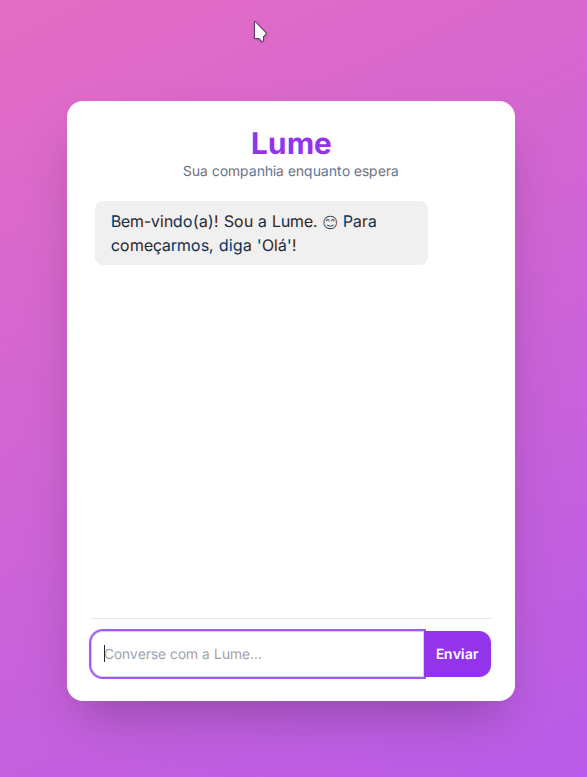 Lume
Sua companhia enquanto espera
Bem-vindo(a)! Sou a Lume. 😊 Para
começarmos, diga 'Olá'!
Converse com a Lume...
Enviar